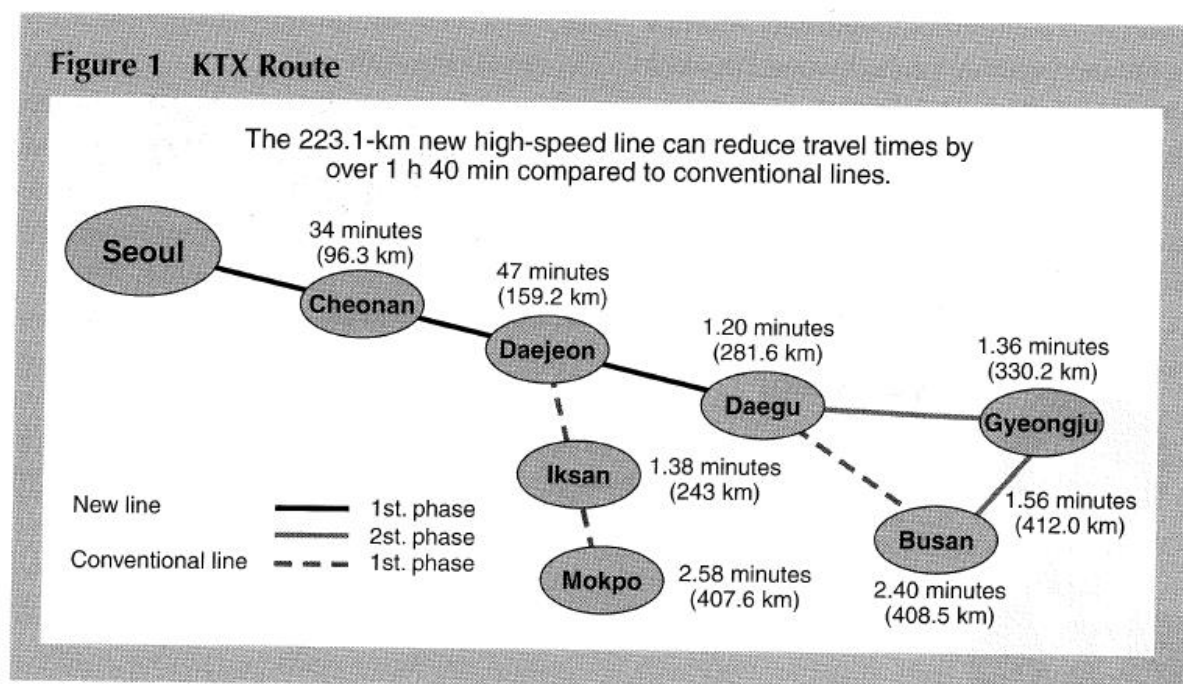 Figure 1 KTX Route
The 223.1-km new high-speed line can reduce travel times by
over 1 h 40 min compared to conventional lines.
Seoul
34 minutes
(96.3 km)
Cheonan
47 minutes
(159.2 km)
Daejeon
1.20 minutes
(281.6 km)
Daegu
1.36 minutes
(330.2 km)
Gyeongju
Iksan
1.38 minutes
(243 km)
1.56 minutes
(412.0 km)
Busan
2.40 minutes
(408.5 km)
Mokpo
2.58 minutes
(407.6 km)
New line
1st. phase
2st. phase
Conventional line
1st. phase